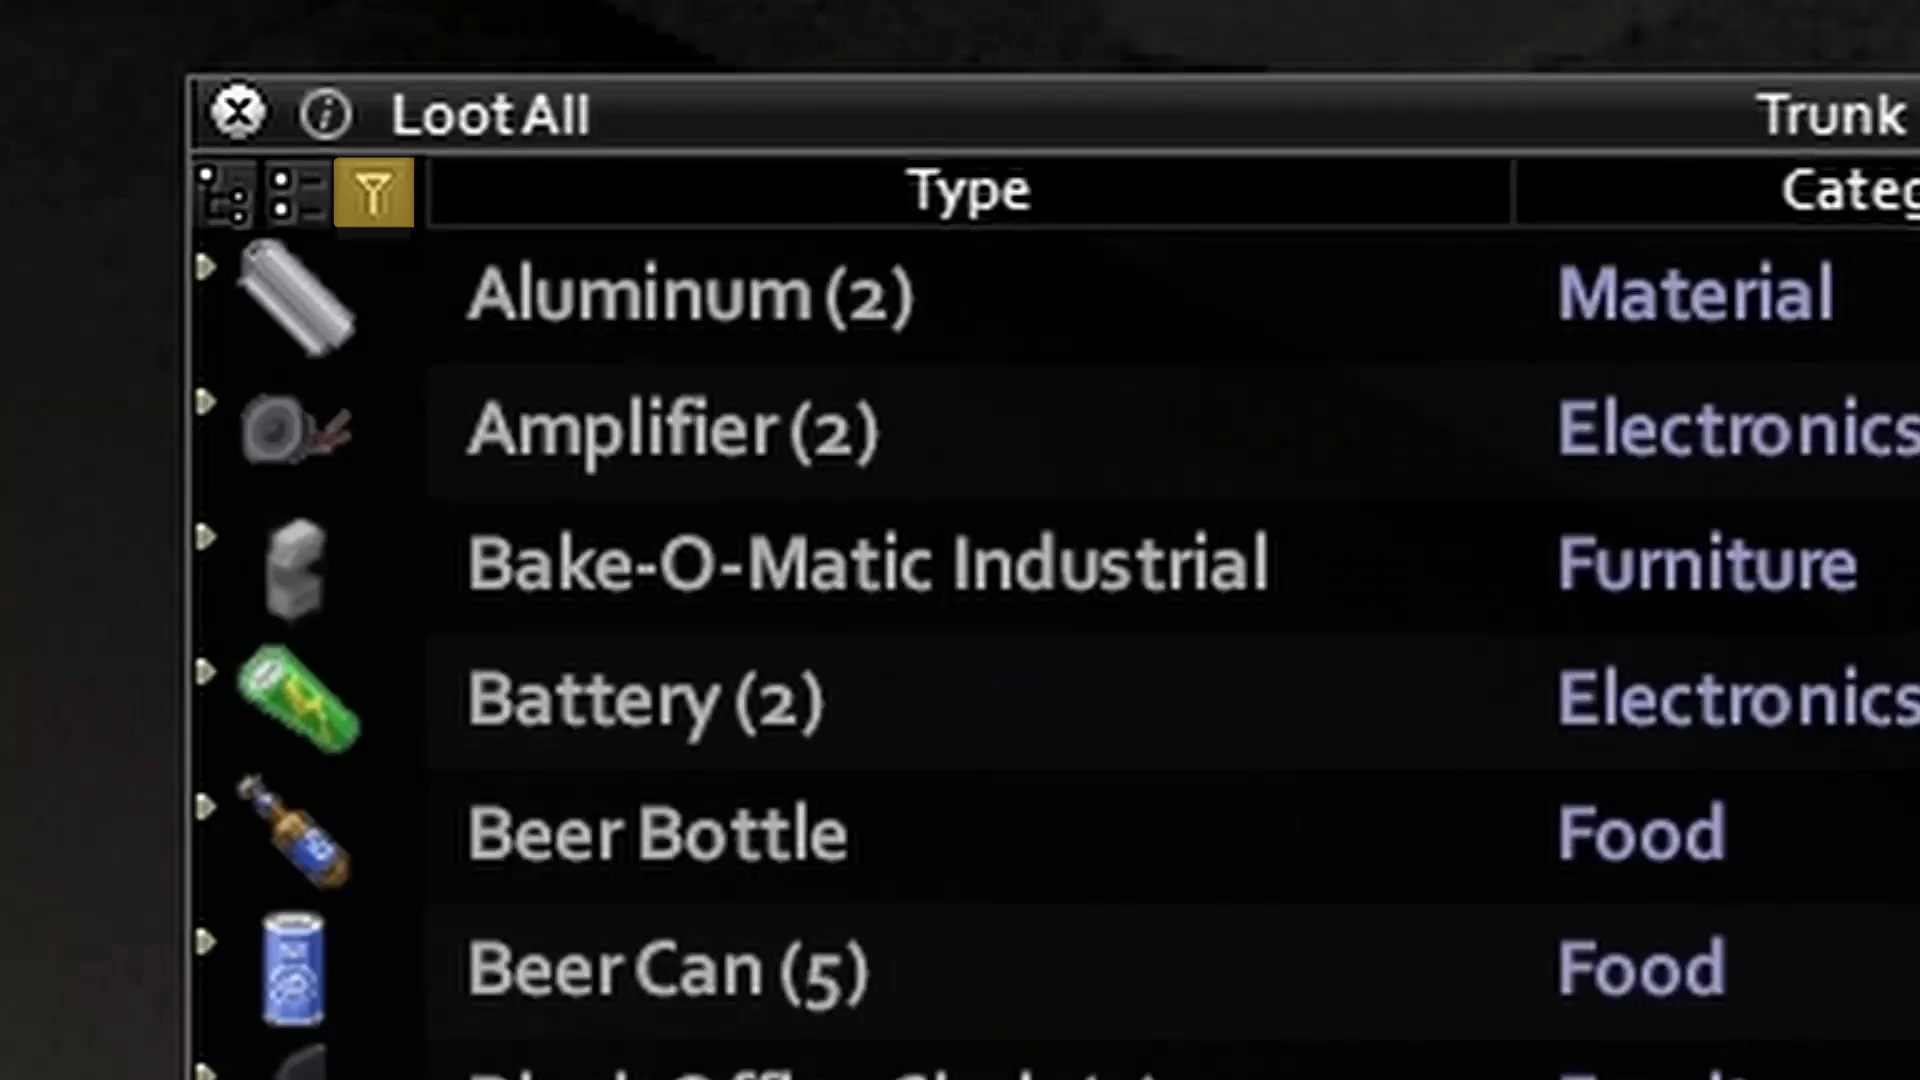 Loot All Trunk
Type
Aluminum (2) Material
Amplifier (2) Electronics
Bake-O-Matic Industrial Furniture
Battery (2) Electronics
Beer Bottle Food
Beer Can (5) Food